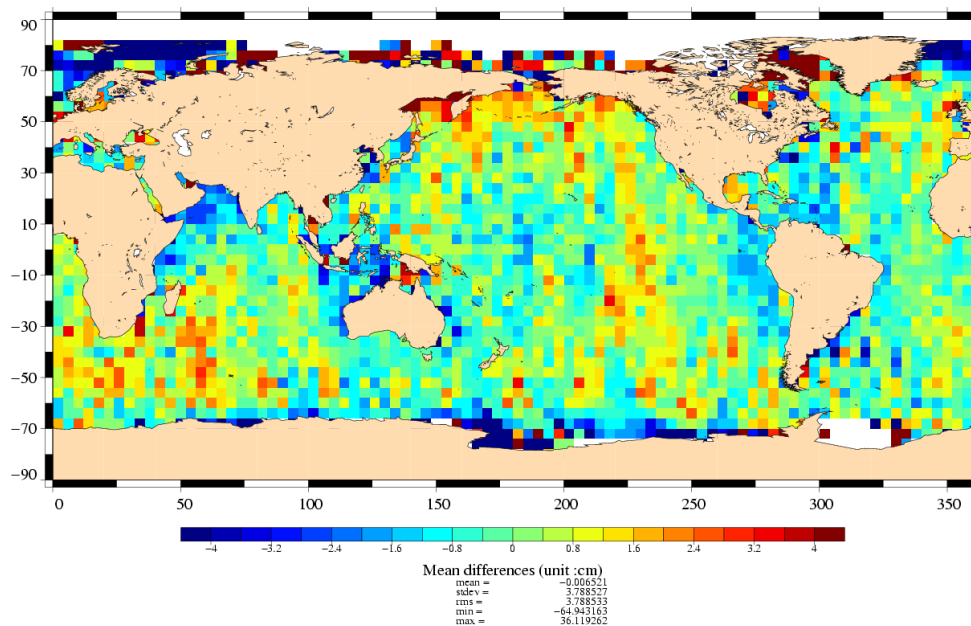 90
70
50
30
10
−10
−30
−50
−70
−90
0 50 100 150 200 250 300 350
−4 −3.2 −2.4 −1.6 −0.8 0 0.8 1.6 2.4 3.2 4
Mean differences (unit :cm)
mean = −0.006521
stdev = 3.788527
rms = 3.788533
min = −64.943163
max = 36.119262